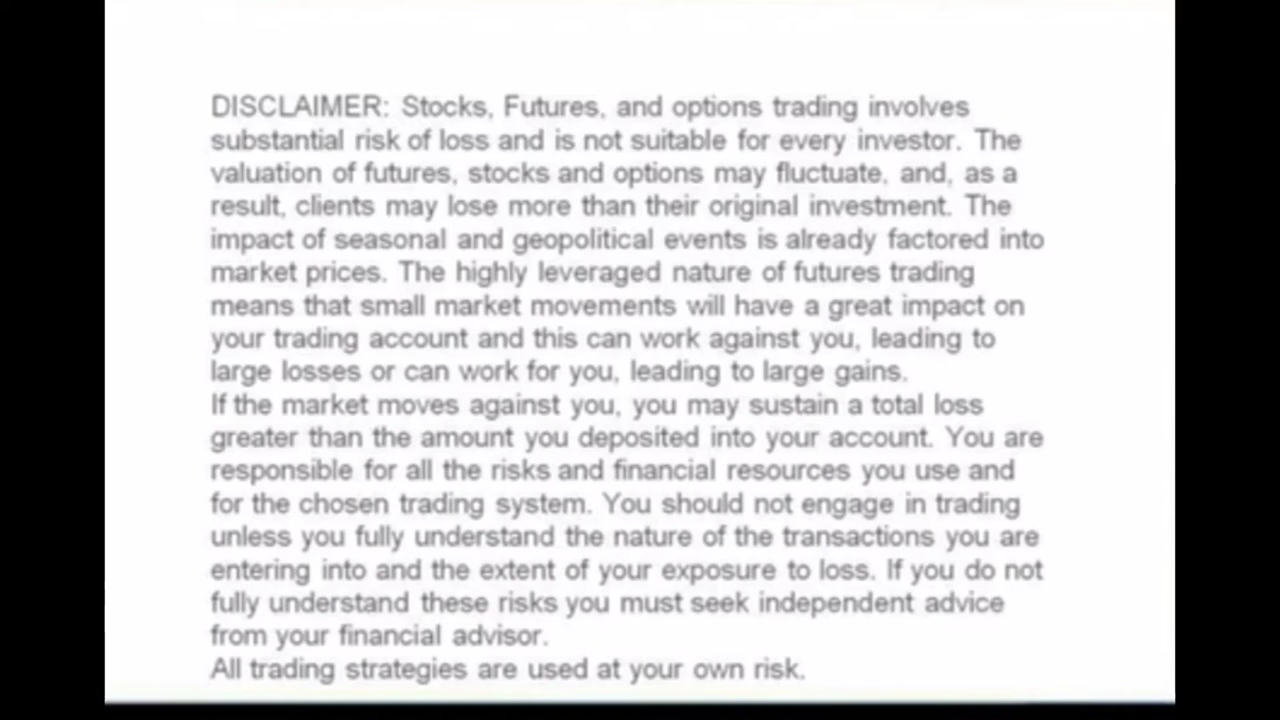 DISCLAIMER: Stocks, Futures, and options trading involves
substantial risk of loss and is not suitable for every investor. The
valuation of futures, stocks and options may fluctuate, and, as a
result, clients may lose more than their original investment. The
impact of seasonal and geopolitical events is already factored into
market prices. The highly leveraged nature of futures trading
means that small market movements will have a great impact on
your trading account and this can work against you, leading to
large losses or can work for you, leading to large gains.
If the market moves against you, you may sustain a total loss
greater than the amount you deposited into your account. You are
responsible for all the risks and financial resources you use and
for the chosen trading system. You should not engage in trading
unless you fully understand the nature of the transactions you are
entering into and the extent of your exposure to loss. If you do not
fully understand these risks you must seek independent advice
from your financial advisor.
All trading strategies are used at your own risk.